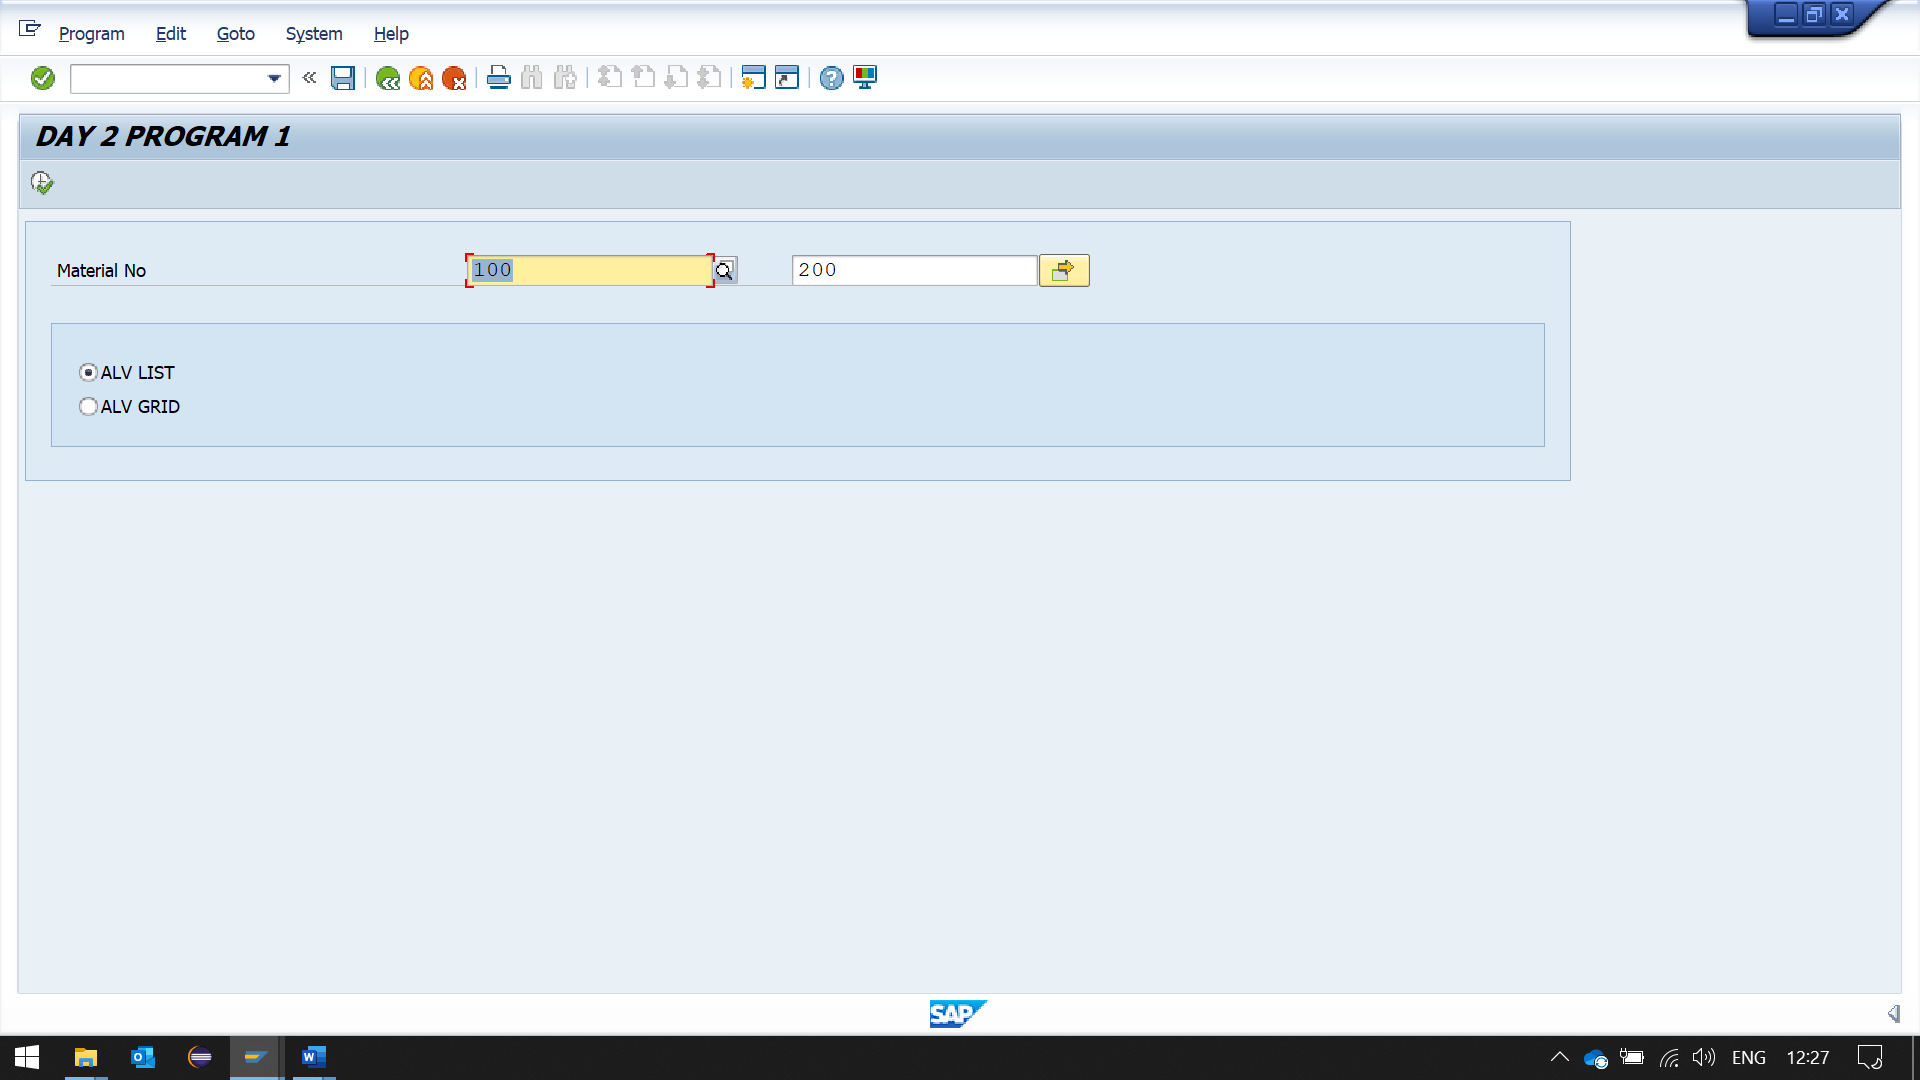 Program Edit Goto System Help
DAY 2 PROGRAM 1
Material No 100 200
ALV LIST
ALV GRID
SAP
ENG 12:27